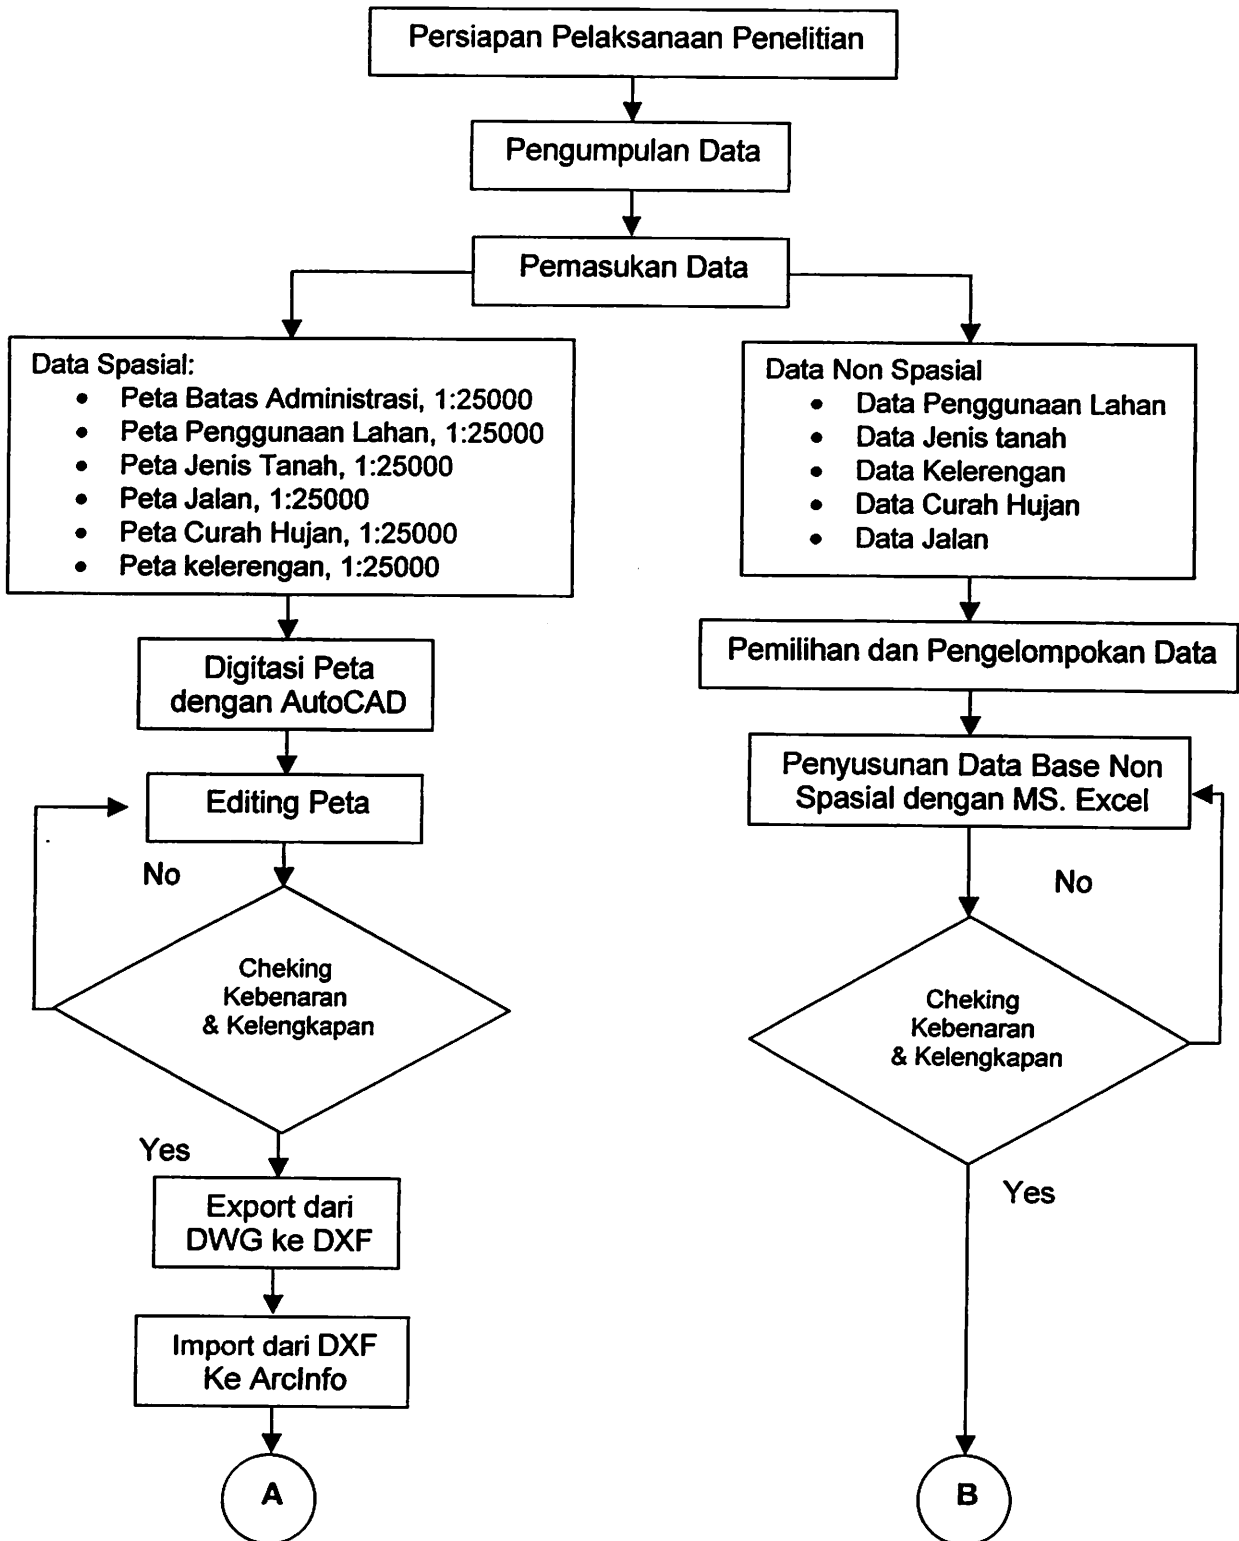 Persiapan Pelaksanaan Penelitian
Pengumpulan Data
Pemasukan Data
Data Spasial:
• Peta Batas Administrasi, 1:25000
• Peta Penggunaan Lahan, 1:25000
• Peta Jenis Tanah, 1:25000
• Peta Jalan, 1:25000
• Peta Curah Hujan, 1:25000
• Peta kelerengan, 1:25000
Digitasi Peta
dengan AutoCAD
Editing Peta
No
Cheking
Kebenaran
& Kelengkapan
Yes
Export dari
DWG ke DXF
Import dari DXF
Ke ArcInfo
A
Data Non Spasial
• Data Penggunaan Lahan
• Data Jenis tanah
• Data Kelerengan
• Data Curah Hujan
• Data Jalan
Pemilihan dan Pengelompokan Data
Penyusunan Data Base Non
Spasial dengan MS. Excel
No
Cheking
Kebenaran
& Kelengkapan
Yes
B